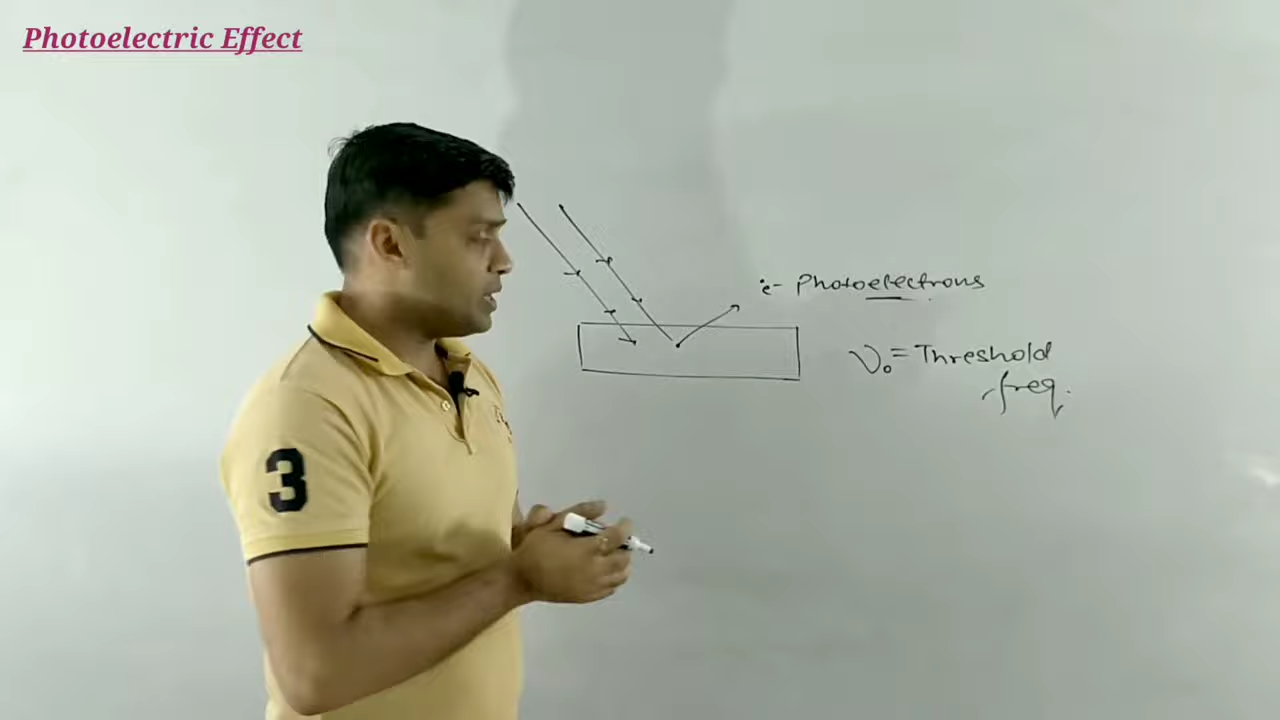 Photoelectric Effect
e- Photoelectrons
ν₀ = Threshold
freq.
3